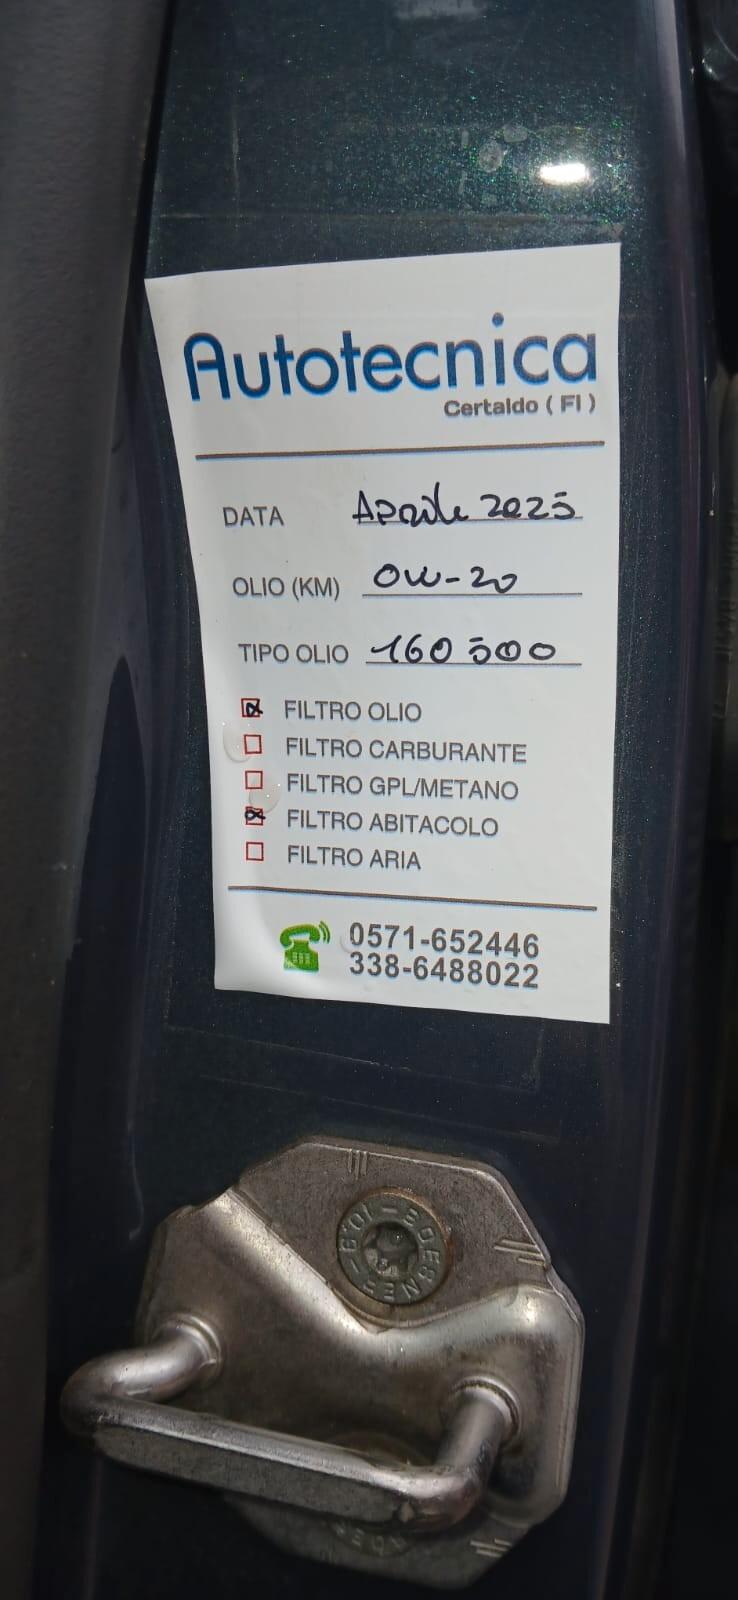 Autotecnica
Certaldo ( FI )
DATA Aprile 2025
OLIO (KM) 0W-20
TIPO OLIO 160500
FILTRO OLIO
FILTRO CARBURANTE
FILTRO GPL/METANO
FILTRO ABITACOLO
FILTRO ARIA
0571-652446
338-6488022